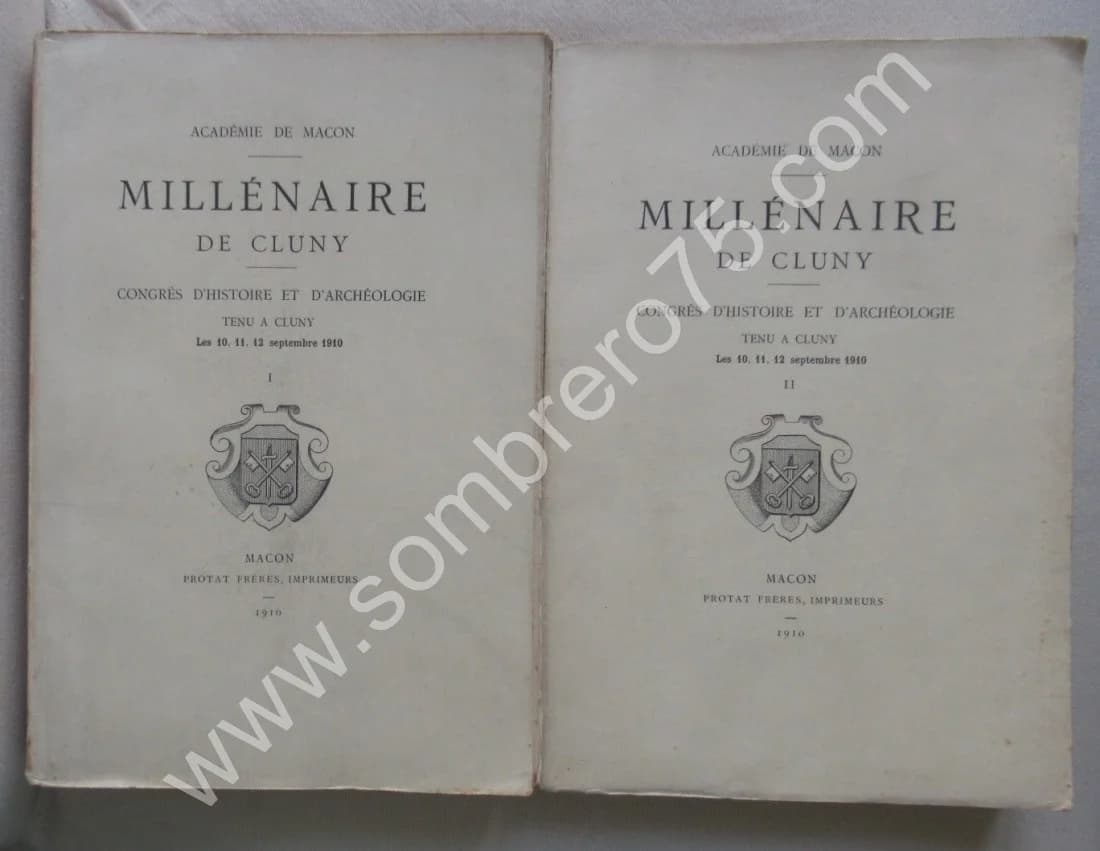 ACADÉMIE DE MACON
MILLÉNAIRE
DE CLUNY
CONGRÈS D'HISTOIRE ET D'ARCHÉOLOGIE
TENU A CLUNY
Les 10, 11, 12 septembre 1910
I
MACON
PROTAT FRÈRES, IMPRIMEURS
1910
ACADÉMIE DE MACON
MILLÉNAIRE
DE CLUNY
CONGRÈS D'HISTOIRE ET D'ARCHÉOLOGIE
TENU A CLUNY
Les 10, 11, 12 septembre 1910
II
MACON
PROTAT FRÈRES, IMPRIMEURS
1910
www.sombrero75.com